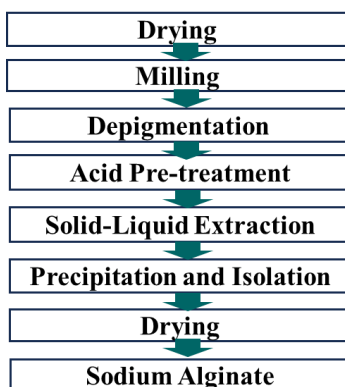 Drying
Milling
Depigmentation
Acid Pre-treatment
Solid-Liquid Extraction
Precipitation and Isolation
Drying
Sodium Alginate